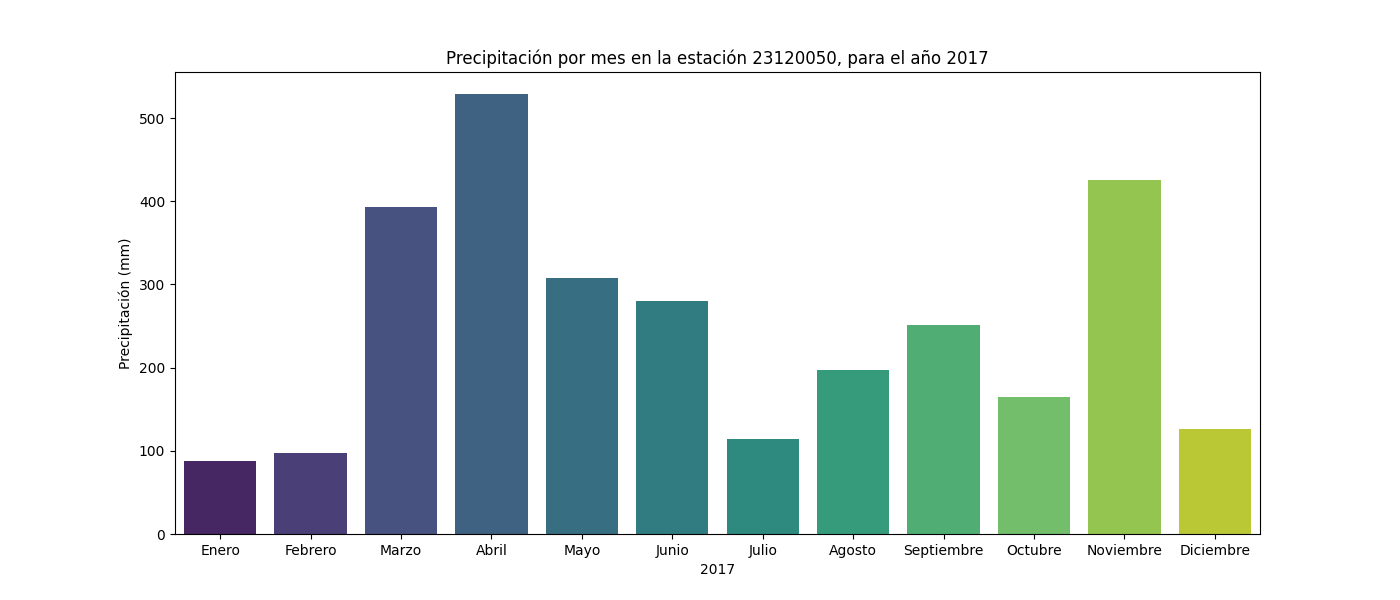 Precipitación por mes en la estación 23120050, para el año 2017
Precipitación (mm)
500
400
300
200
100
0
Enero Febrero Marzo Abril Mayo Junio Julio Agosto Septiembre Octubre Noviembre Diciembre
2017